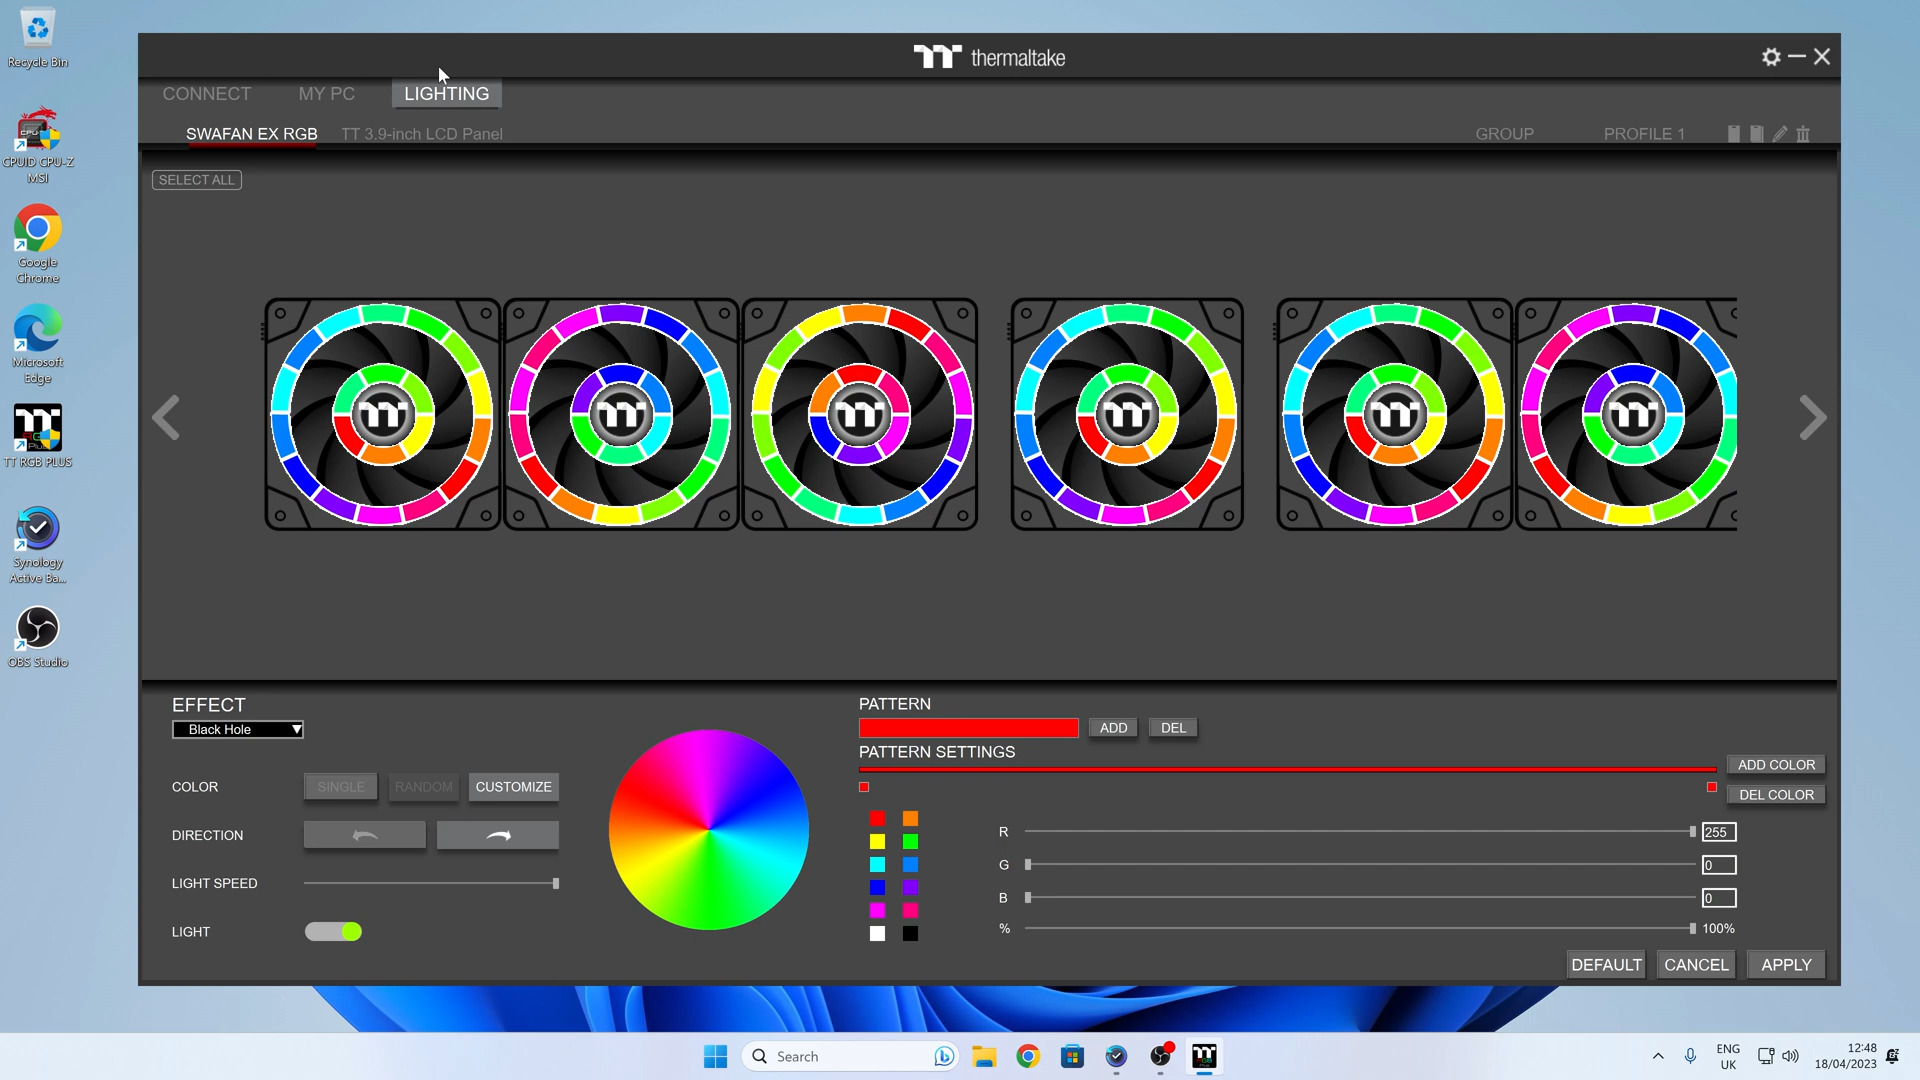 thermaltake
CONNECT MY PC LIGHTING
SWAFAN EX RGB TT 3.9-inch LCD Panel GROUP PROFILE 1
SELECT ALL
EFFECT
Black Hole
COLOR SINGLE RANDOM CUSTOMIZE
DIRECTION
LIGHT SPEED
LIGHT
PATTERN
ADD DEL
PATTERN SETTINGS
ADD COLOR
DEL COLOR
R 255
G 0
B 0
% 100%
DEFAULT CANCEL APPLY
Recycle Bin
CPUID CPU-Z
MSI
Google
Chrome
Microsoft
Edge
TT RGB PLUS
Synology
Active Ba...
OBS Studio
Search
ENG
UK
12:48
18/04/2023